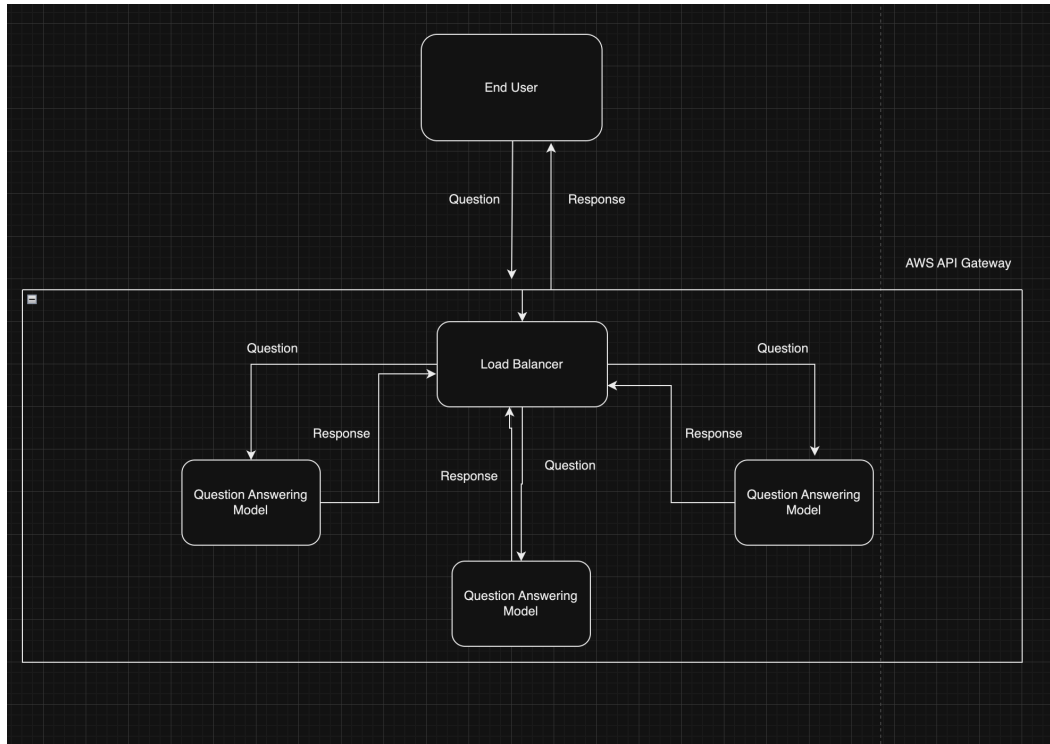 End User
Question
Response
AWS API Gateway
Load Balancer
Question
Question
Response
Response
Response
Question
Question Answering
Model
Question Answering
Model
Question Answering
Model